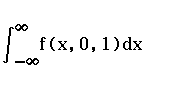 ∫_{-∞}^{∞} f(x,0,1)dx